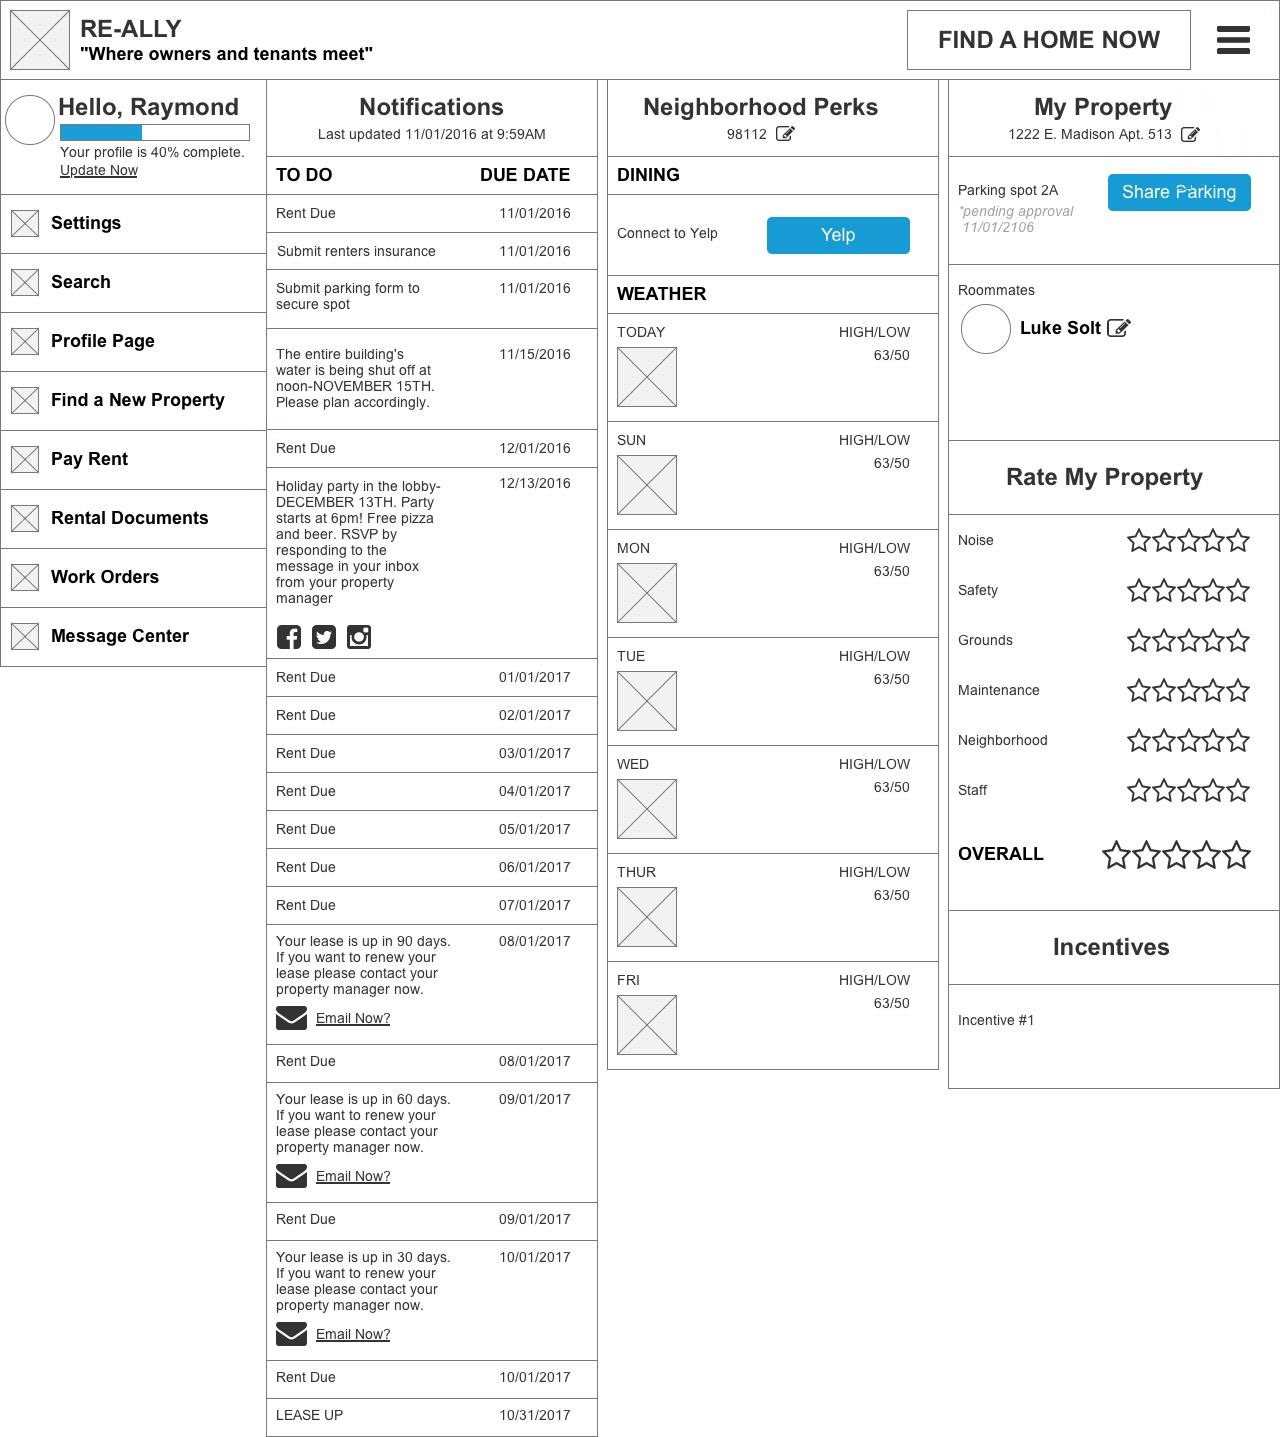 RE-ALLY
"Where owners and tenants meet"
FIND A HOME NOW
Hello, Raymond
Your profile is 40% complete.
Update Now
Settings
Search
Profile Page
Find a New Property
Pay Rent
Rental Documents
Work Orders
Message Center
Notifications
Last updated 11/01/2016 at 9:59AM
TO DO DUE DATE
Rent Due 11/01/2016
Submit renters insurance 11/01/2016
Submit parking form to 11/01/2016
secure spot
The entire building's 11/15/2016
water is being shut off at
noon-NOVEMBER 15TH.
Please plan accordingly.
Rent Due 12/01/2016
Holiday party in the lobby- 12/13/2016
DECEMBER 13TH. Party
starts at 6pm! Free pizza
and beer. RSVP by
responding to the
message in your inbox
from your property
manager
Rent Due 01/01/2017
Rent Due 02/01/2017
Rent Due 03/01/2017
Rent Due 04/01/2017
Rent Due 05/01/2017
Rent Due 06/01/2017
Rent Due 07/01/2017
Your lease is up in 90 days. 08/01/2017
If you want to renew your
lease please contact your
property manager now.
Email Now?
Rent Due 08/01/2017
Your lease is up in 60 days. 09/01/2017
If you want to renew your
lease please contact your
property manager now.
Email Now?
Rent Due 09/01/2017
Your lease is up in 30 days. 10/01/2017
If you want to renew your
lease please contact your
property manager now.
Email Now?
Rent Due 10/01/2017
LEASE UP 10/31/2017
Neighborhood Perks
98112
DINING
Connect to Yelp Yelp
WEATHER
TODAY HIGH/LOW
63/50
SUN HIGH/LOW
63/50
MON HIGH/LOW
63/50
TUE HIGH/LOW
63/50
WED HIGH/LOW
63/50
THUR HIGH/LOW
63/50
FRI HIGH/LOW
63/50
My Property
1222 E. Madison Apt. 513
Parking spot 2A Share Parking
*pending approval
11/01/2106
Roommates
Luke Solt
Rate My Property
Noise
Safety
Grounds
Maintenance
Neighborhood
Staff
OVERALL
Incentives
Incentive #1